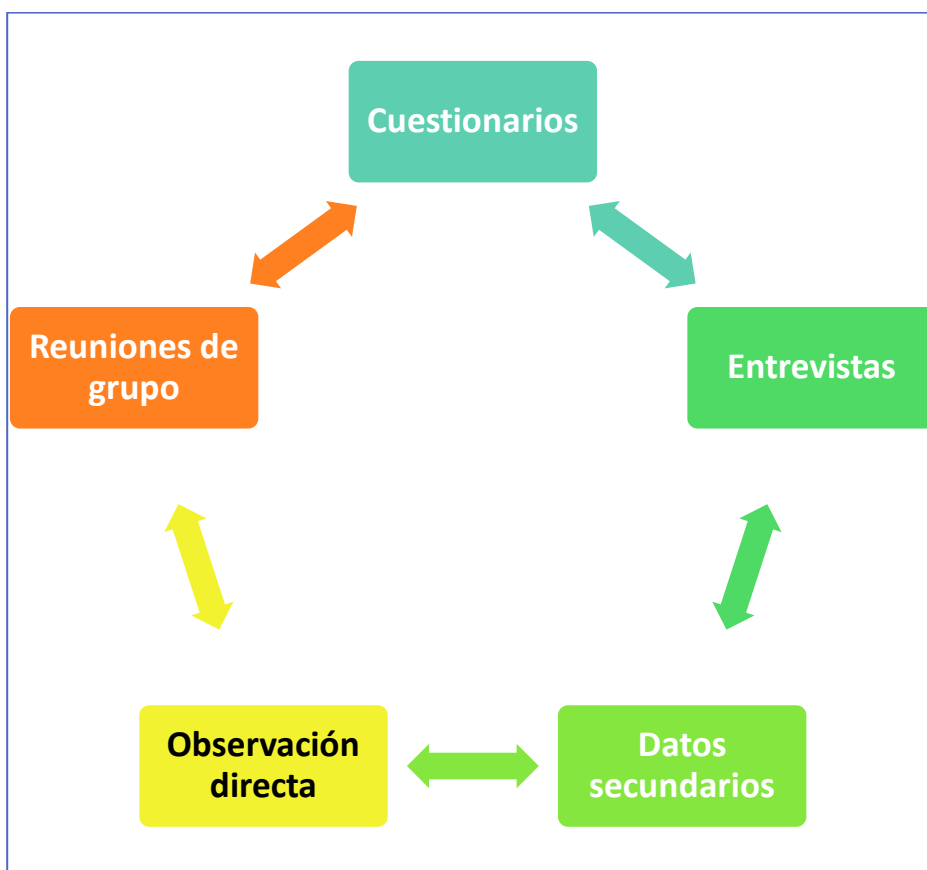 Cuestionarios
Reuniones de
grupo
Entrevistas
Observación
directa
Datos
secundarios